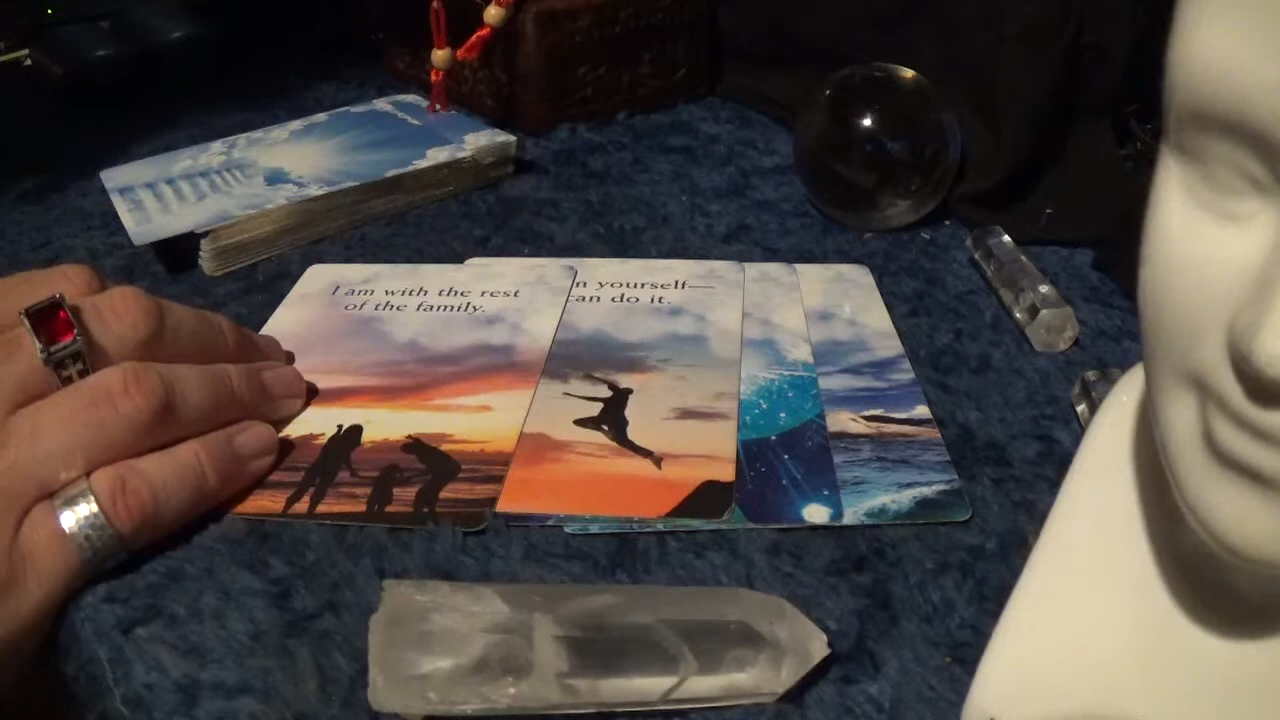 I am with the rest
of the family.
n yourself—
can do it.